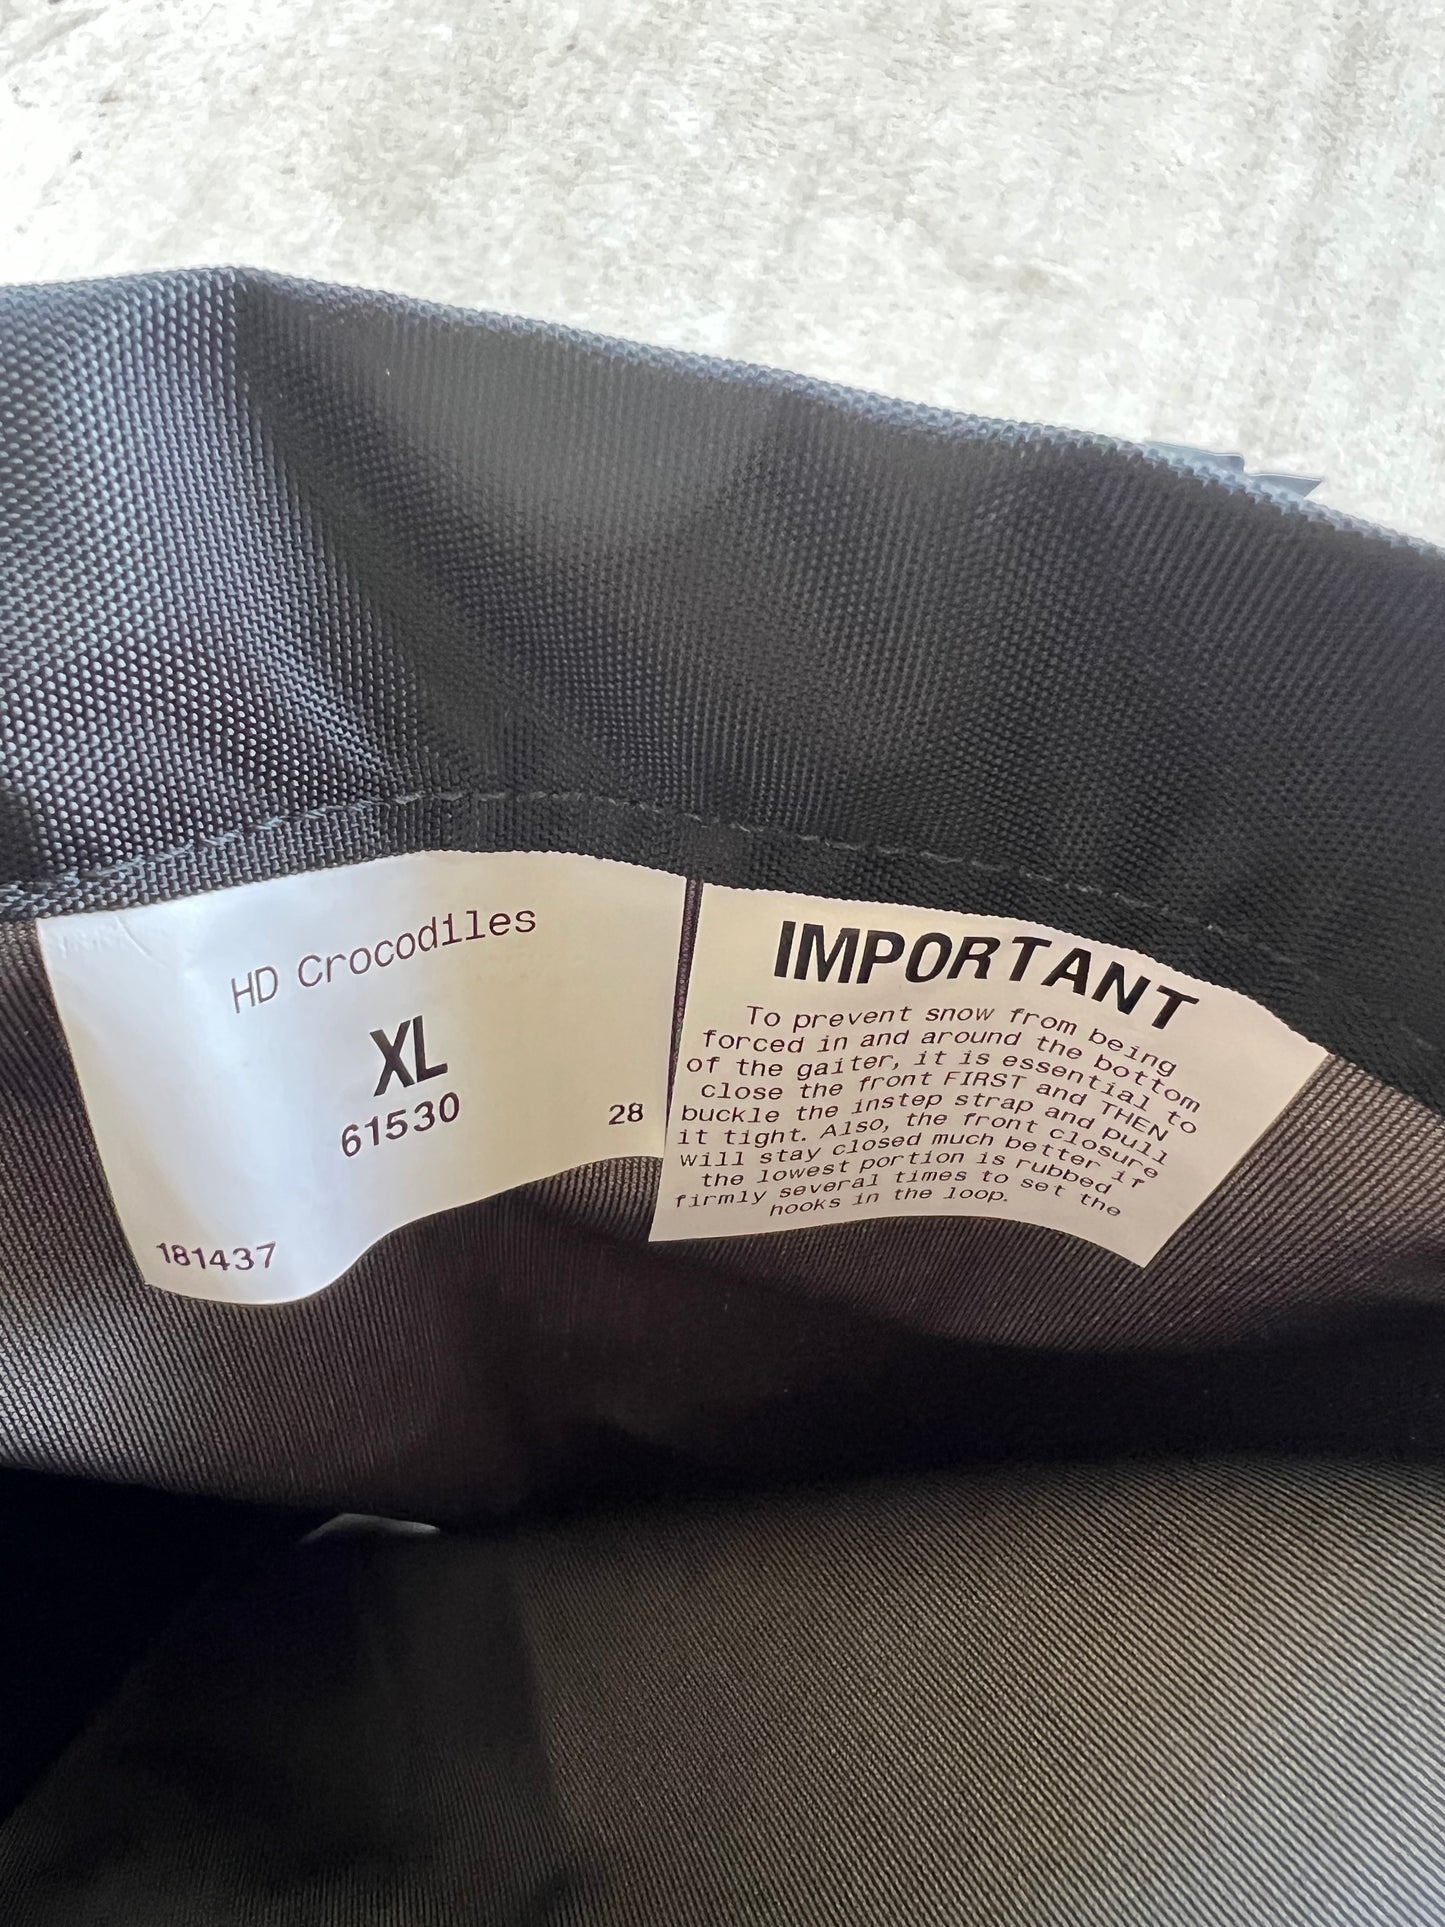 HD Crocodiles
XL
61530
28
181437
IMPORTANT
To prevent snow from being
forced in and around the bottom
of the gaiter, it is essential to
close the front FIRST and THEN
buckle the instep strap and pull
it tight. Also, the front closure
will stay closed much better if
the lowest portion is rubbed
firmly several times to set the
hooks in the loop.